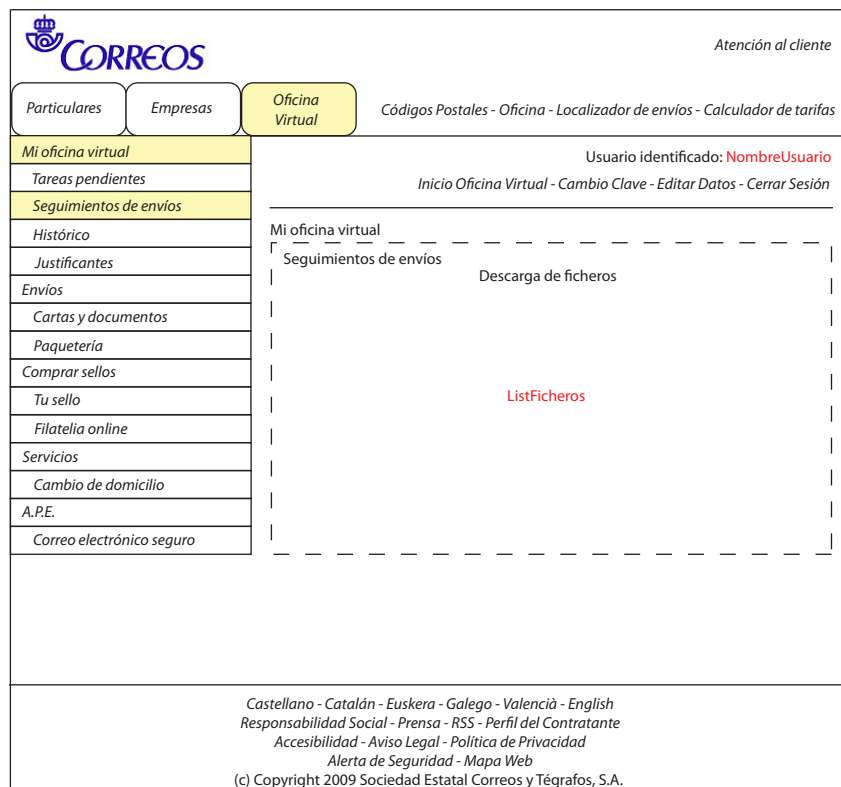 CORREOS
Atención al cliente
Particulares
Empresas
Oficina
Virtual
Códigos Postales - Oficina - Localizador de envíos - Calculador de tarifas
Mi oficina virtual
Tareas pendientes
Seguimientos de envíos
Histórico
Justificantes
Envíos
Cartas y documentos
Paquetería
Comprar sellos
Tu sello
Filatelia online
Servicios
Cambio de domicilio
A.P.E.
Correo electrónico seguro
Usuario identificado: NombreUsuario
Inicio Oficina Virtual - Cambio Clave - Editar Datos - Cerrar Sesión
Mi oficina virtual
Seguimientos de envíos
Descarga de ficheros
ListFicheros
Castellano - Catalán - Euskera - Galego - Valencià - English
Responsabilidad Social - Prensa - RSS - Perfil del Contratante
Accesibilidad - Aviso Legal - Política de Privacidad
Alerta de Seguridad - Mapa Web
(c) Copyright 2009 Sociedad Estatal Correos y Tégrafos, S.A.